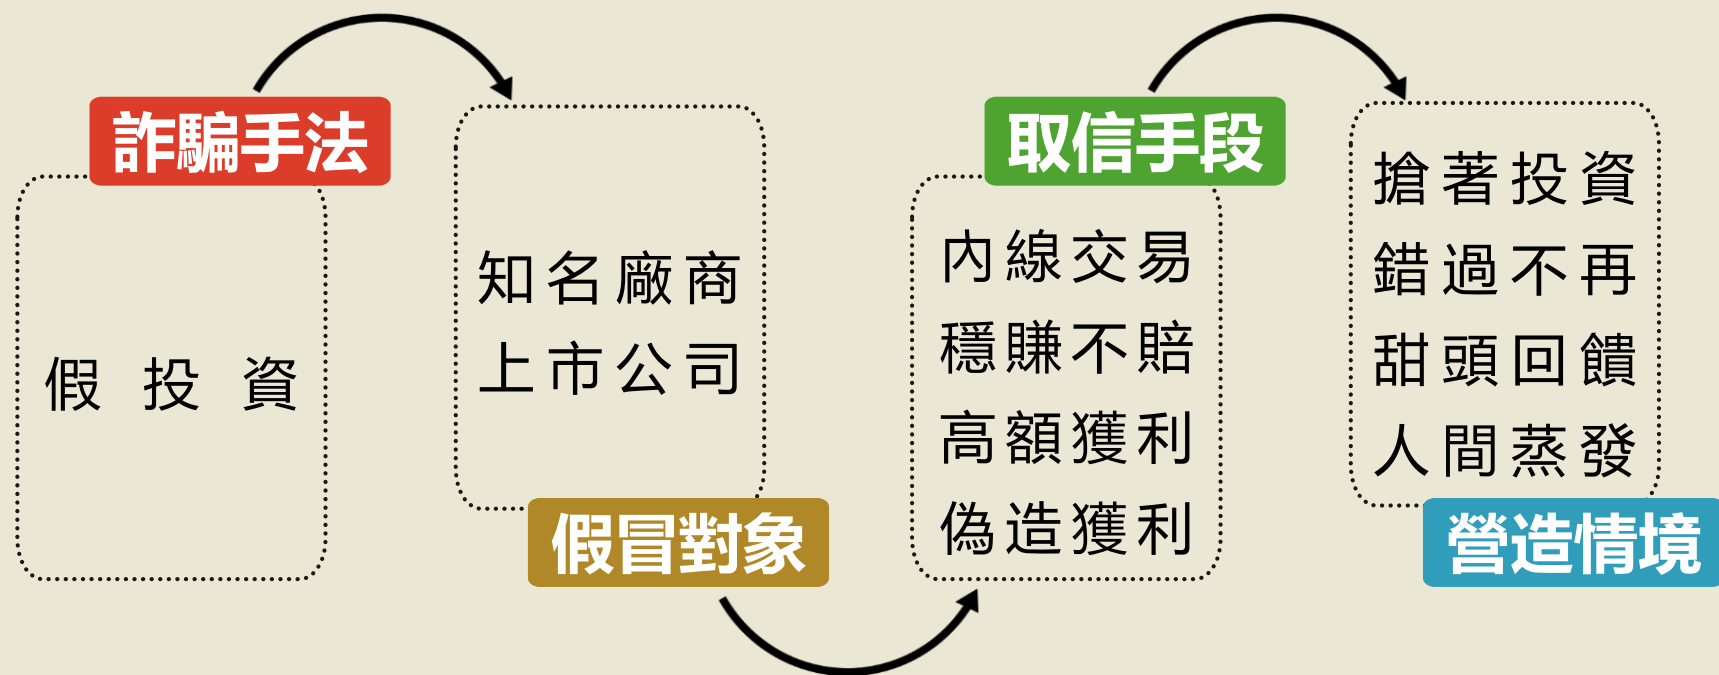 詐騙手法
假投資
知名廠商
上市公司
假冒對象
取信手段
內線交易
穩賺不賠
高額獲利
偽造獲利
搶著投資
錯過不再
甜頭回饋
人間蒸發
營造情境